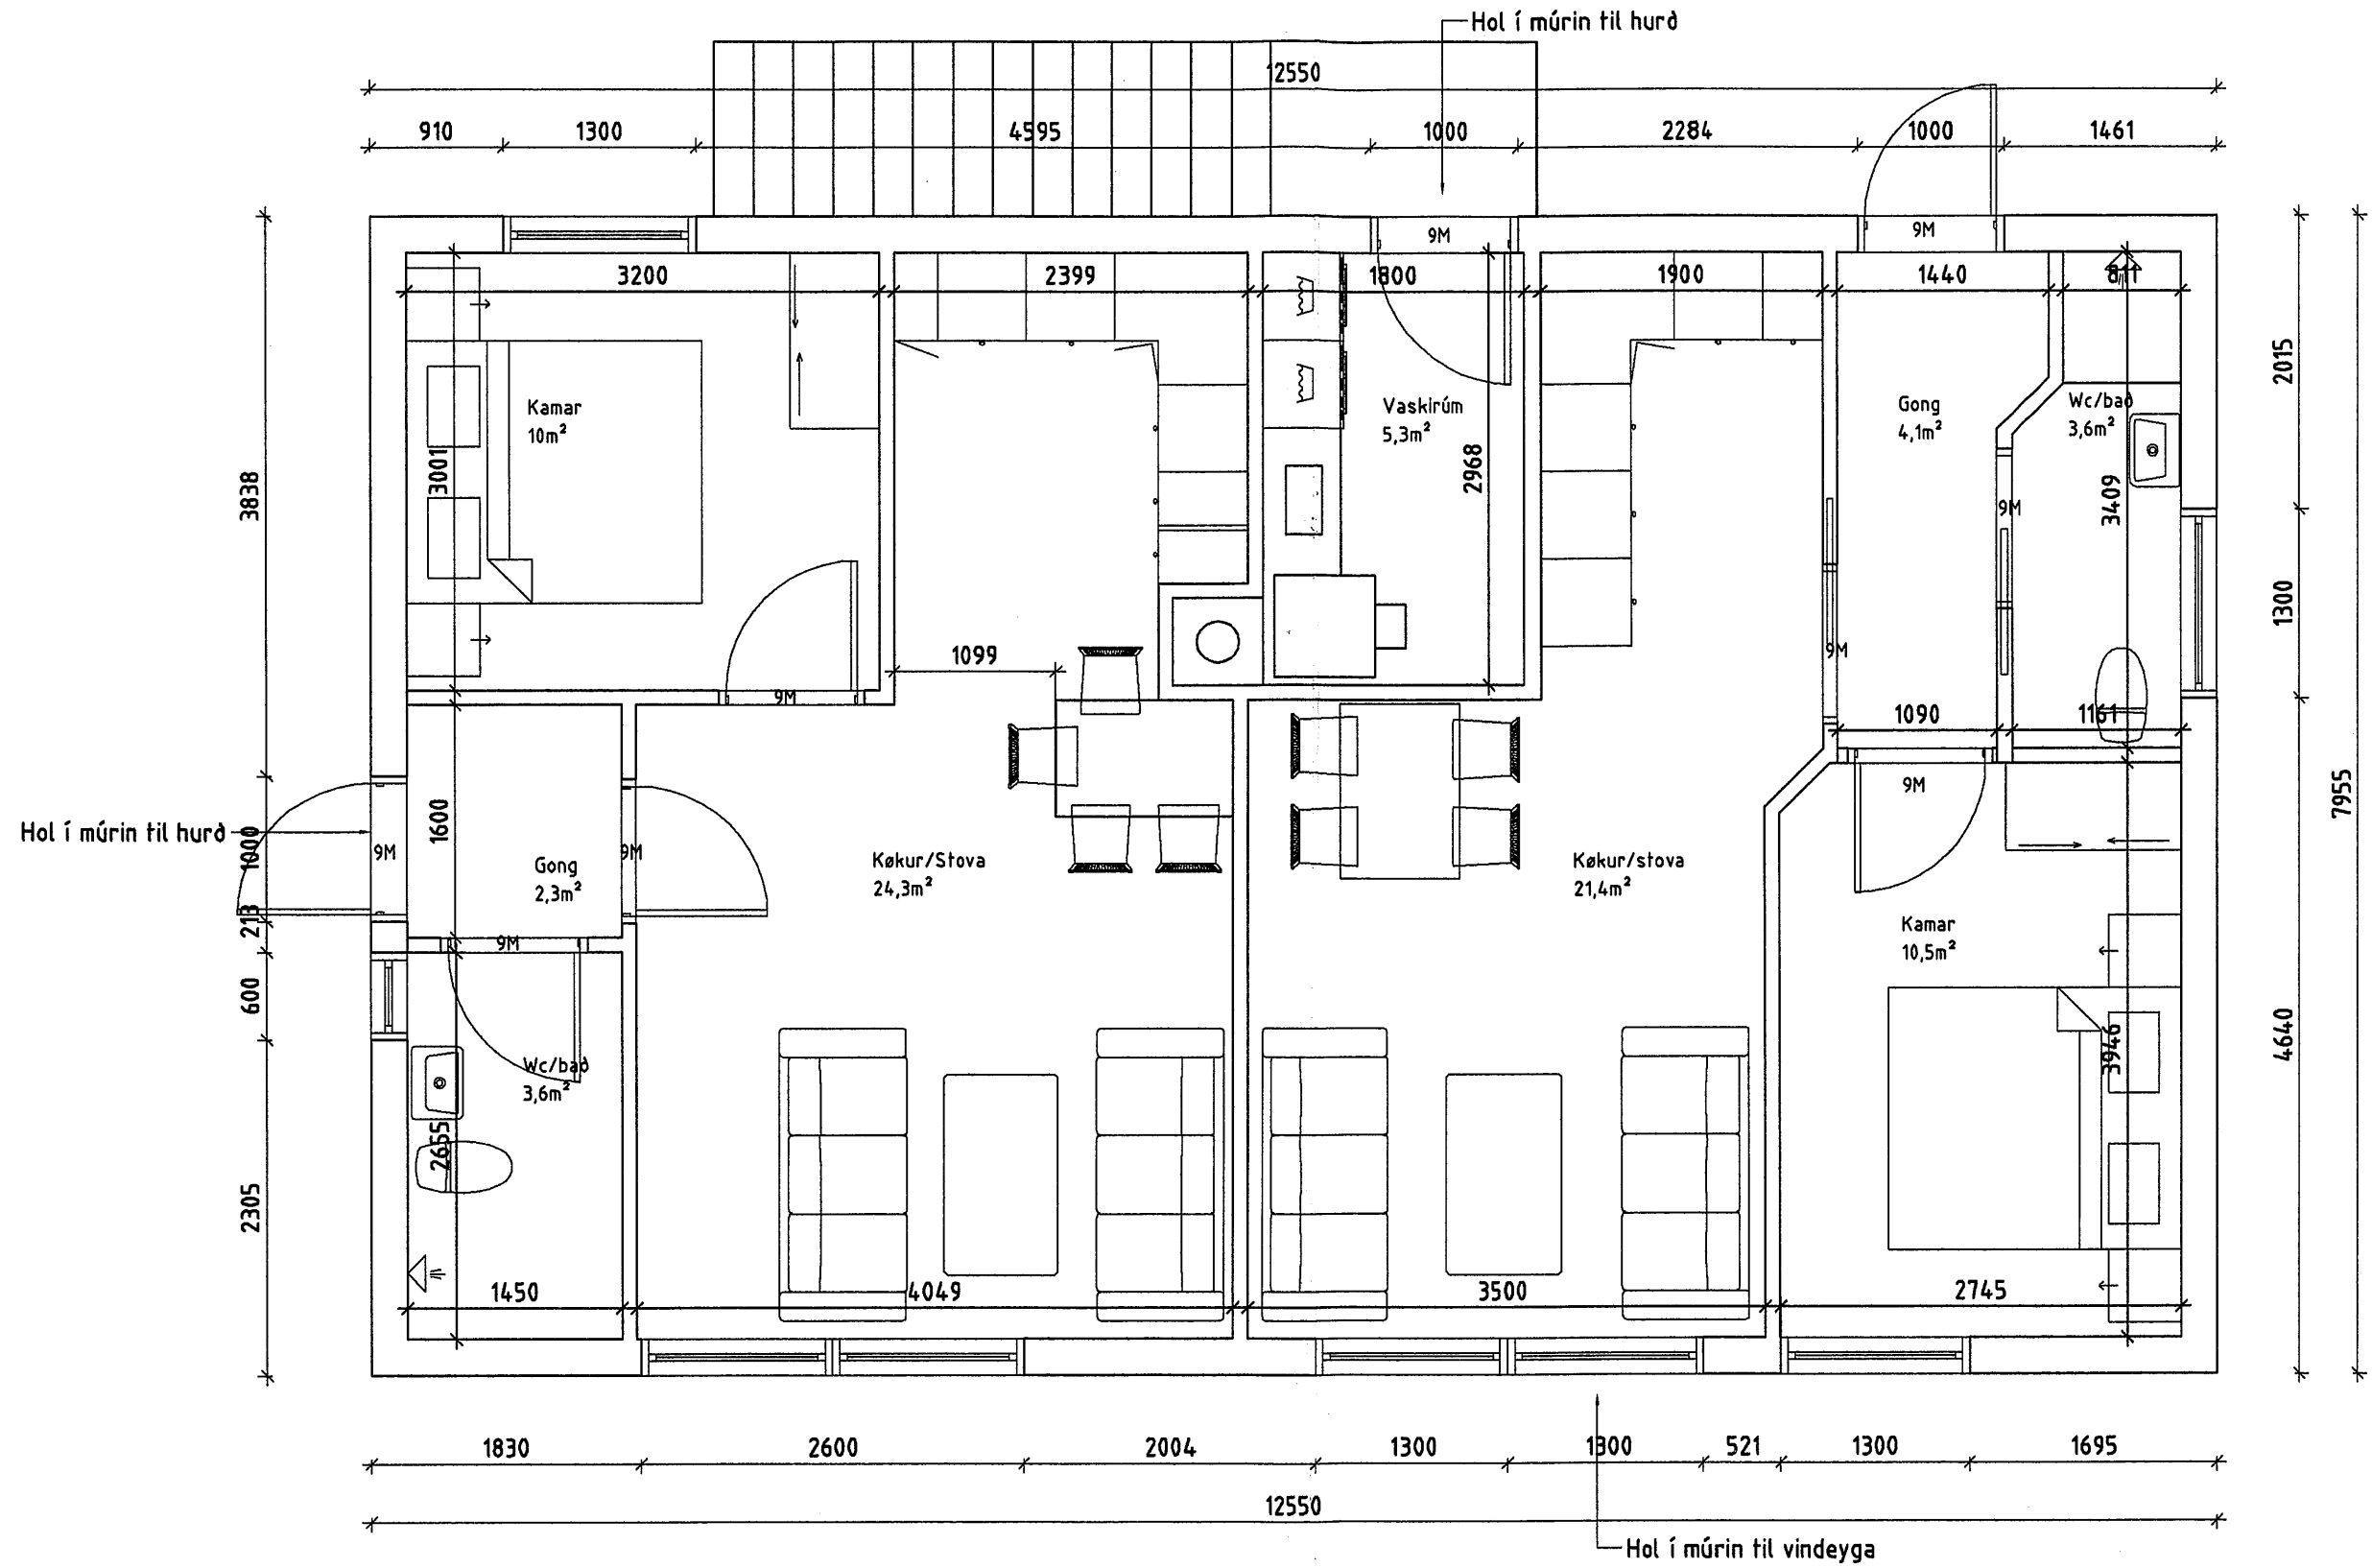 Hol í múrin til hurð
12550
910 1300 4595 1000 2284 1000 1461
9M 9M
3200 2399 1800 1900 1440 811
2015
Kamar
10m²
Vaskirúm
5,3m²
Gong
4,1m²
Wc/bað
3,6m²
3838
3001
2968
3409
9M
1300
1099
9M
9M
1090 1161
9M
7955
Hol í múrin til hurð
1000
9M
1600
9M
Gong
2,3m²
Køkur/Stova
24,3m²
Køkur/stova
21,4m²
213
9M
Kamar
10,5m²
600
Wc/bað
3,6m²
3946
4640
2655
2305
1450 4049 3500 2745
1830 2600 2004 1300 1300 521 1300 1695
12550
Hol í múrin til vindeyga